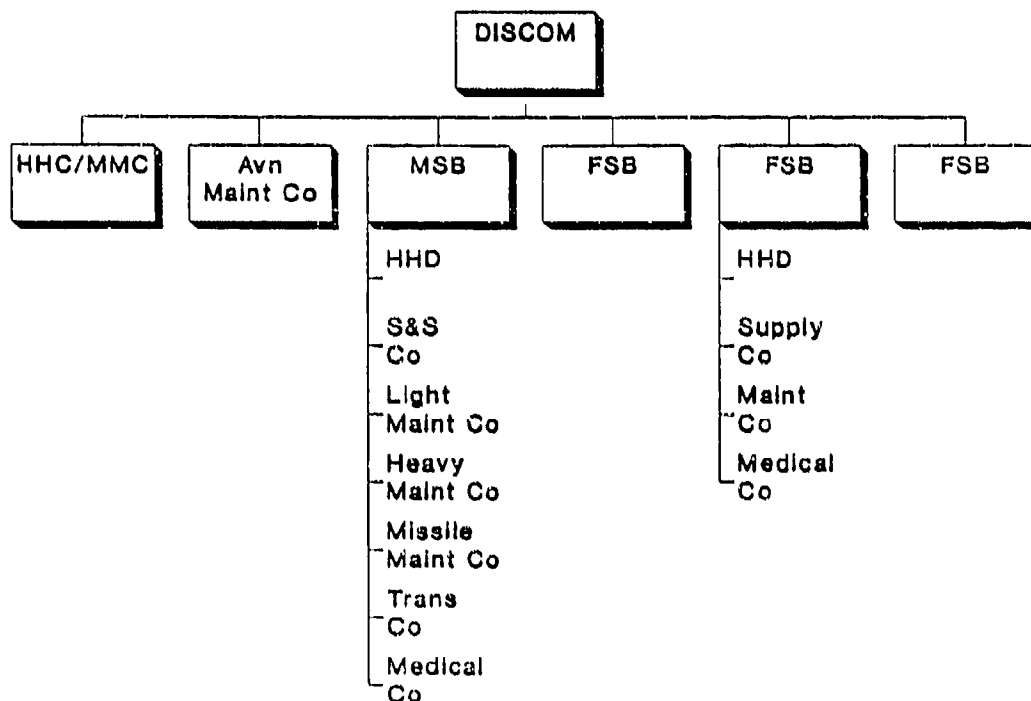 DISCOM
HHC/MMC
Avn
Maint Co
MSB
FSB
FSB
FSB
HHD
S&S
Co
Light
Maint Co
Heavy
Maint Co
Missile
Maint Co
Trans
Co
Medical
Co
HHD
Supply
Co
Maint
Co
Medical
Co